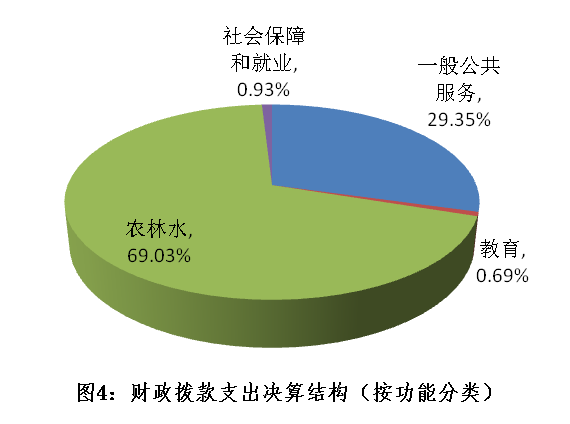 社会保障
和就业,
0.93%
一般公共
服务,
29.35%
农林水,
69.03%
教育,
0.69%
图4：财政拨款支出决算结构（按功能分类）